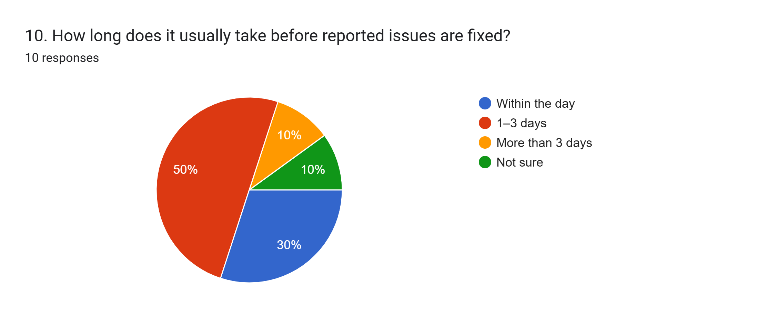 10. How long does it usually take before reported issues are fixed?
10 responses
Within the day
1–3 days
More than 3 days
Not sure
10%
50%
10%
30%